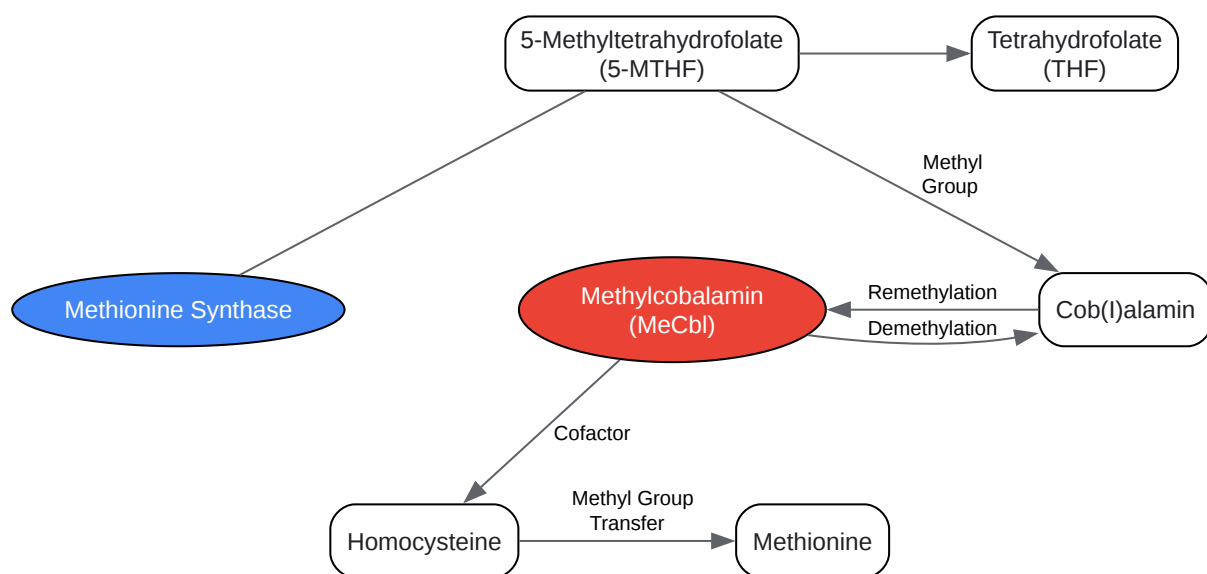 5-Methyltetrahydrofolate
(5-MTHF)
Tetrahydrofolate
(THF)
Methyl
Group
Methionine Synthase
Methylcobalamin
(MeCbl)
Remethylation
Demethylation
Cob(I)alamin
Cofactor
Homocysteine
Methyl Group
Transfer
Methionine